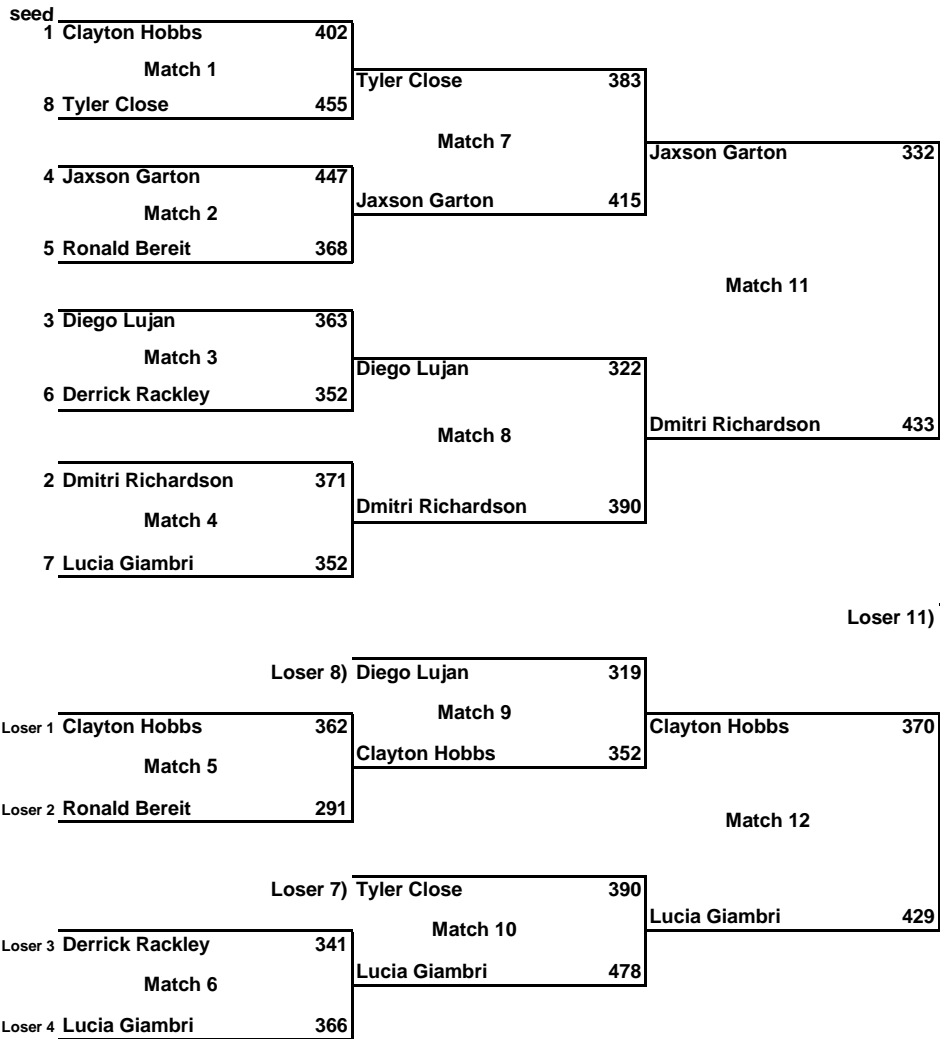 seed
1 Clayton Hobbs 402
Match 1
Tyler Close 383
8 Tyler Close 455
Match 7
Jaxson Garton 332
4 Jaxson Garton 447
Jaxson Garton 415
Match 2
5 Ronald Bereit 368
Match 11
3 Diego Lujan 363
Match 3
Diego Lujan 322
6 Derrick Rackley 352
Dmitri Richardson 433
Match 8
2 Dmitri Richardson 371
Dmitri Richardson 390
Match 4
7 Lucia Giambri 352
Loser 11)
Loser 8) Diego Lujan 319
Match 9
Loser 1 Clayton Hobbs 362
Clayton Hobbs 370
Clayton Hobbs 352
Match 5
Loser 2 Ronald Bereit 291
Match 12
Loser 7) Tyler Close 390
Lucia Giambri 429
Match 10
Loser 3 Derrick Rackley 341
Lucia Giambri 478
Match 6
Loser 4 Lucia Giambri 366